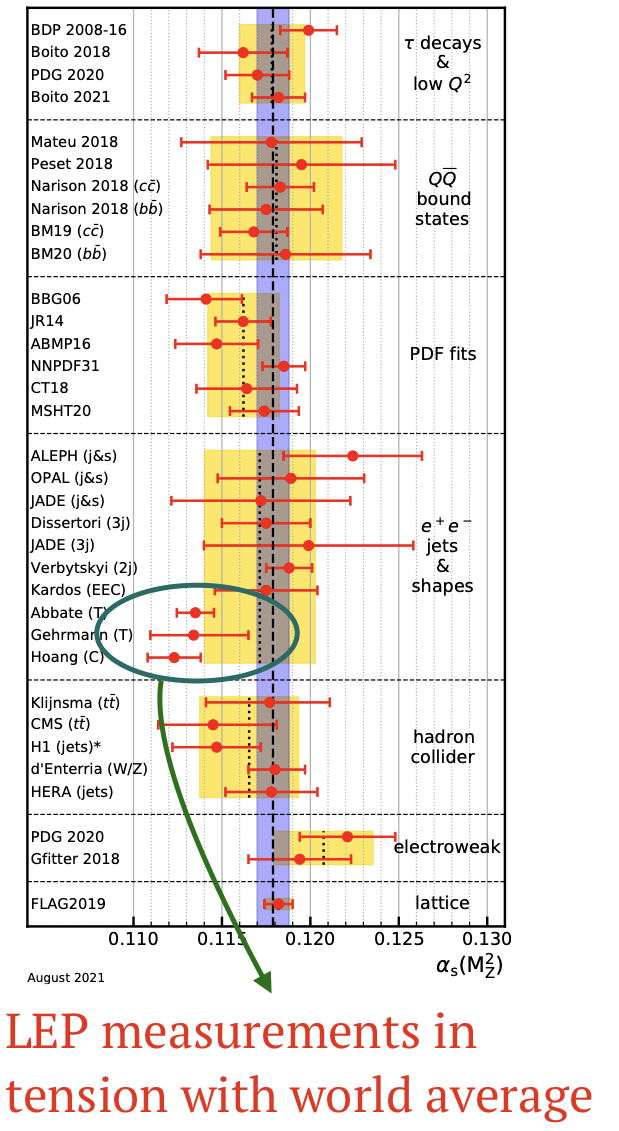 BDP 2008-16
Boito 2018
PDG 2020
Boito 2021
τ decays
&
low Q²
Mateu 2018
Peset 2018
Narison 2018 (cc̄)
Narison 2018 (bb̄)
BM19 (cc̄)
BM20 (bb̄)
QQ̅
bound
states
BBG06
JR14
ABMP16
NNPDF31
CT18
MSHT20
PDF fits
ALEPH (j&s)
OPAL (j&s)
JADE (j&s)
Dissertori (3j)
JADE (3j)
Verbytskyi (2j)
Kardos (EEC)
Abbate (T)
Gehrmann (T)
Hoang (C)
e⁺e⁻
jets
&
shapes
Klijnsma (tt̄)
CMS (tt̄)
H1 (jets)*
d'Enterria (W/Z)
HERA (jets)
hadron
collider
PDG 2020
Gfitter 2018
electroweak
FLAG2019
lattice
0.110 0.115 0.120 0.125 0.130
αs(M²Z)
August 2021
LEP measurements in
tension with world average